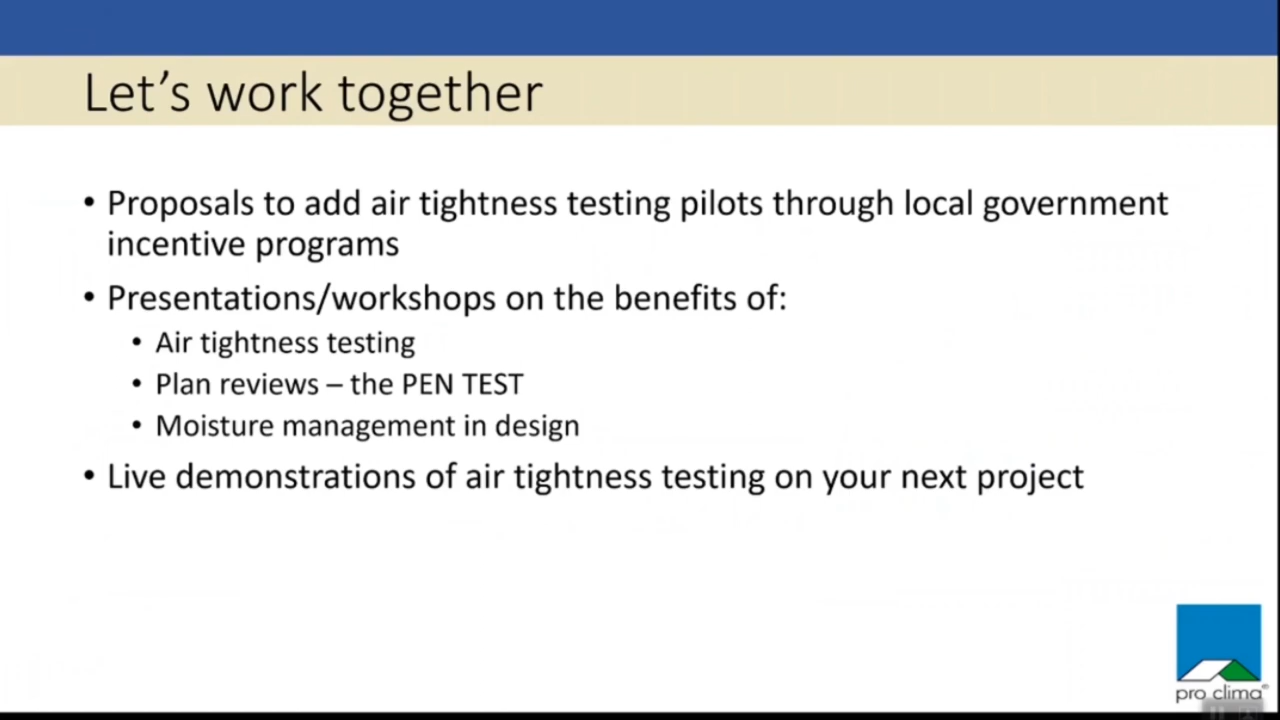 Let's work together
• Proposals to add air tightness testing pilots through local government
incentive programs
• Presentations/workshops on the benefits of:
• Air tightness testing
• Plan reviews – the PEN TEST
• Moisture management in design
• Live demonstrations of air tightness testing on your next project
pro clima®